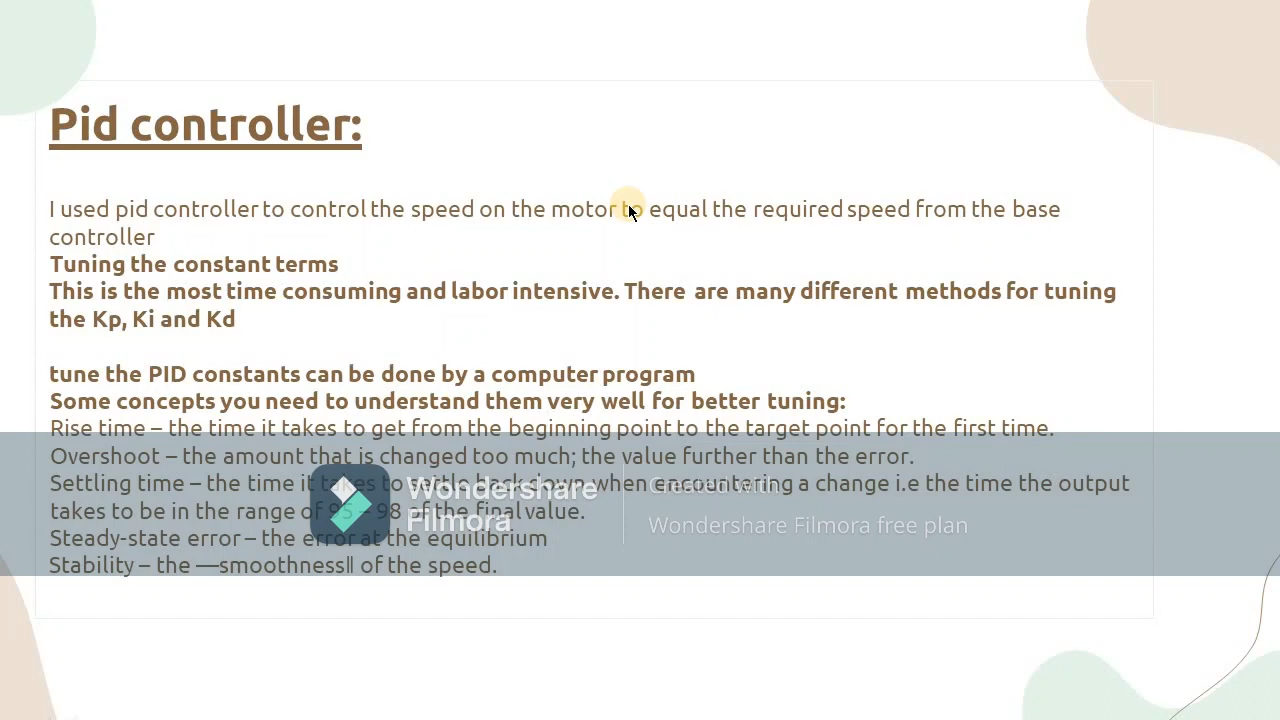 Pid controller:
I used pid controller to control the speed on the motor to equal the required speed from the base
controller
Tuning the constant terms
This is the most time consuming and labor intensive. There are many different methods for tuning
the Kp, Ki and Kd
tune the PID constants can be done by a computer program
Some concepts you need to understand them very well for better tuning:
Rise time – the time it takes to get from the beginning point to the target point for the first time.
Overshoot – the amount that is changed too much; the value further than the error.
Settling time – the time it takes to settle back down when encountering a change i.e the time the output
takes to be in the range of 95 – 98 of the final value.
Steady-state error – the error at the equilibrium
Stability – the ―smoothness‖ of the speed.
Wondershare
Filmora
Created with
Wondershare Filmora free plan